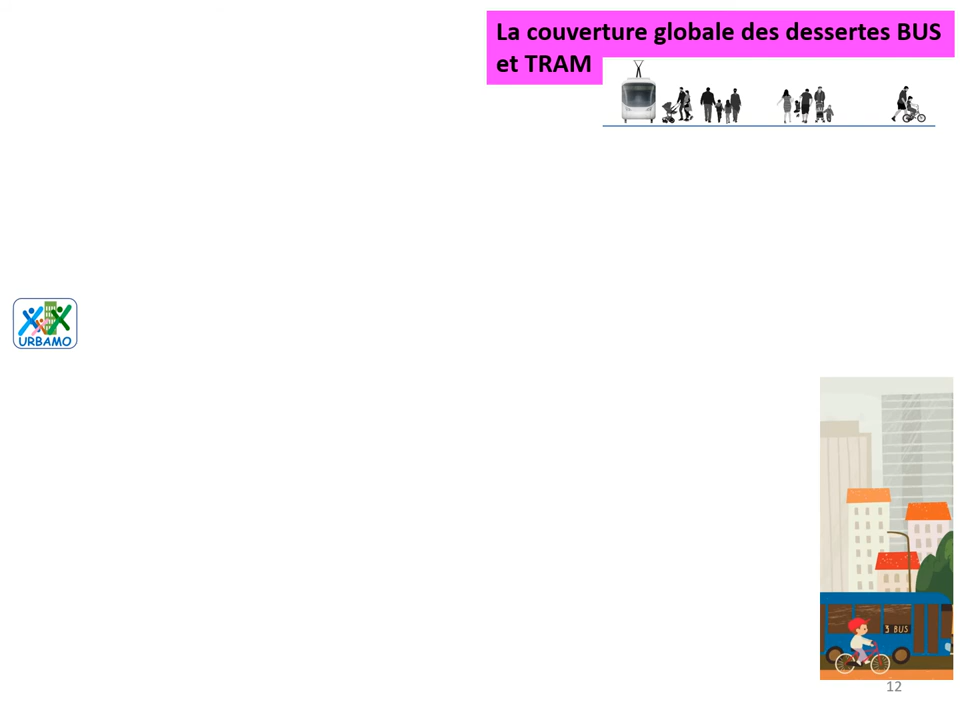 La couverture globale des dessertes BUS
et TRAM
URBAMO
3 BUS
12